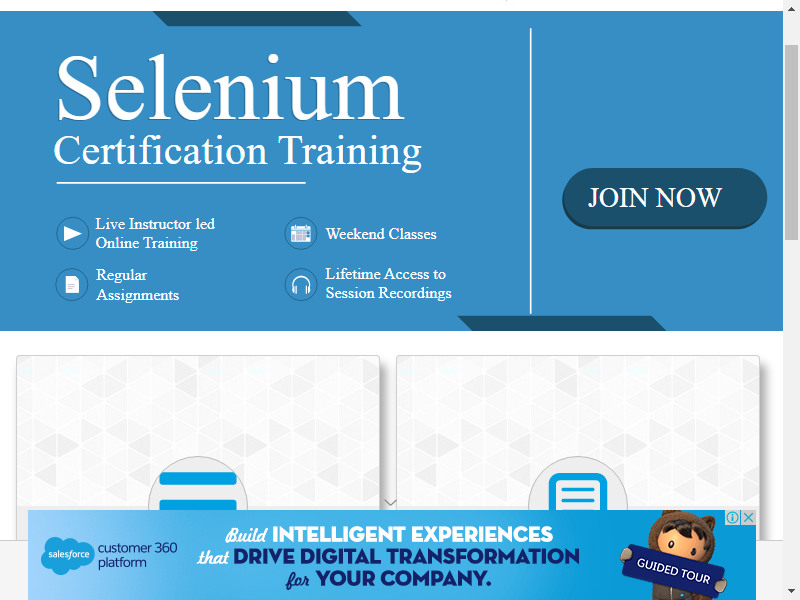 Selenium
Certification Training
Live Instructor led
Online Training
Weekend Classes
Regular
Assignments
Lifetime Access to
Session Recordings
JOIN NOW
salesforce
customer 360
platform
Build INTELLIGENT EXPERIENCES
that DRIVE DIGITAL TRANSFORMATION
for YOUR COMPANY.
GUIDED TOUR